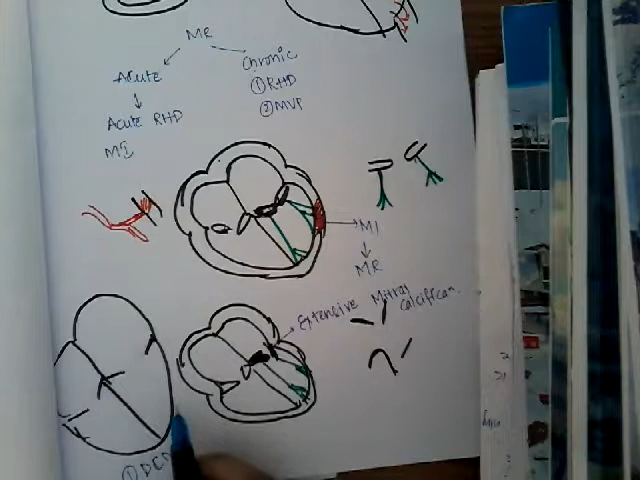 MR
Acute
Chronic
① RHD
② MVP
Acute RHD
MI
MI
MR
Extensive Mitral
calcification.
① DCM